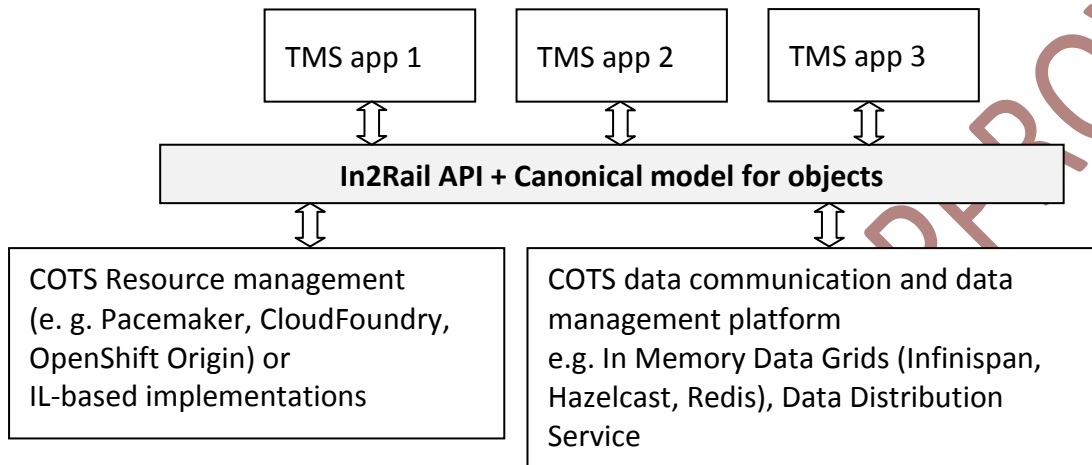 TMS app 1
TMS app 2
TMS app 3
In2Rail API + Canonical model for objects
COTS Resource management
(e. g. Pacemaker, CloudFoundry,
OpenShift Origin) or
IL-based implementations
COTS data communication and data
management platform
e.g. In Memory Data Grids (Infinispan,
Hazelcast, Redis), Data Distribution
Service